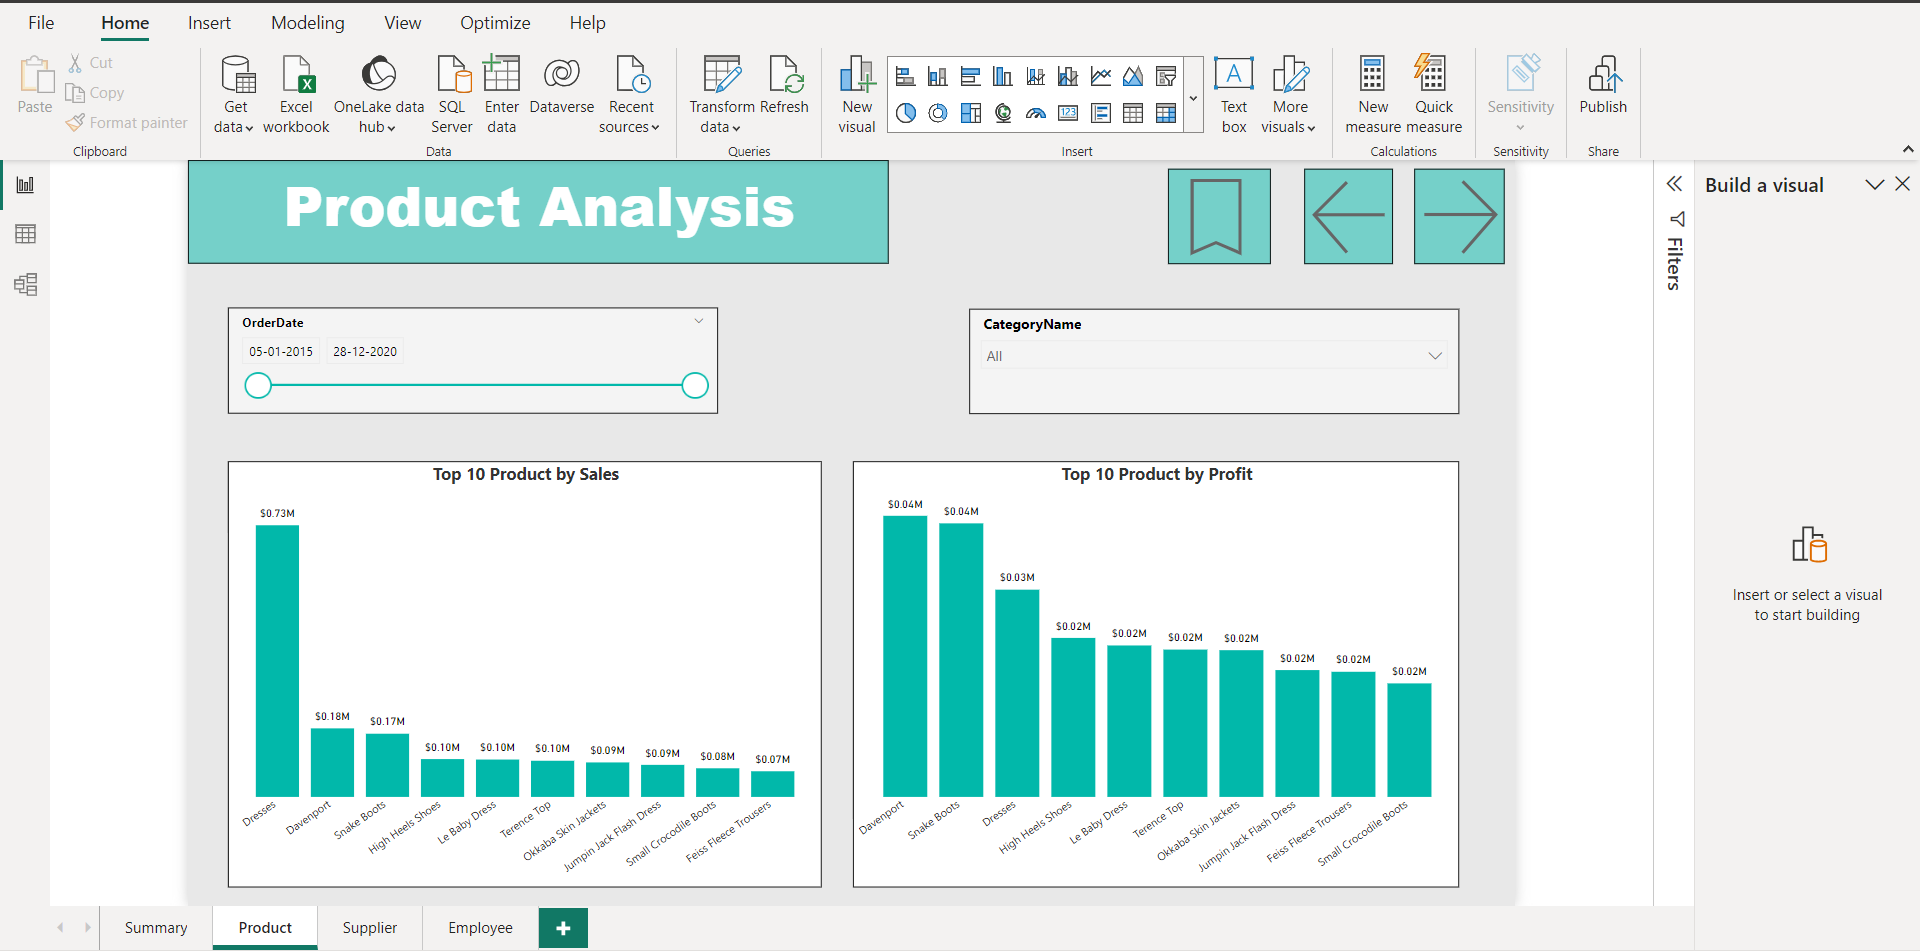 File Home Insert Modeling View Optimize Help
Paste
Cut
Copy
Format painter
Clipboard
Get data
Excel workbook
OneLake data hub
SQL Server
Enter data
Dataverse
Recent sources
Data
Transform data
Refresh
Queries
New visual
123
Insert
A
Text box
More visuals
New measure
Quick measure
Calculations
Sensitivity
Sensitivity
Publish
Share
Product Analysis
Build a visual
Filters
OrderDate
05-01-2015 28-12-2020
CategoryName
All
Top 10 Product by Sales
$0.73M
$0.18M
$0.17M
$0.10M
$0.10M
$0.10M
$0.09M
$0.09M
$0.08M
$0.07M
Dresses
Davenport
Snake Boots
High Heels Shoes
Le Baby Dress
Terence Top
Okkaba Skin Jackets
Jumpin Jack Flash Dress
Small Crocodile Boots
Feiss Fleece Trousers
Top 10 Product by Profit
$0.04M
$0.04M
$0.03M
$0.02M
$0.02M
$0.02M
$0.02M
$0.02M
$0.02M
$0.02M
Davenport
Snake Boots
Dresses
High Heels Shoes
Le Baby Dress
Terence Top
Okkaba Skin Jackets
Jumpin Jack Flash Dress
Feiss Fleece Trousers
Small Crocodile Boots
Insert or select a visual
to start building
Summary Product Supplier Employee